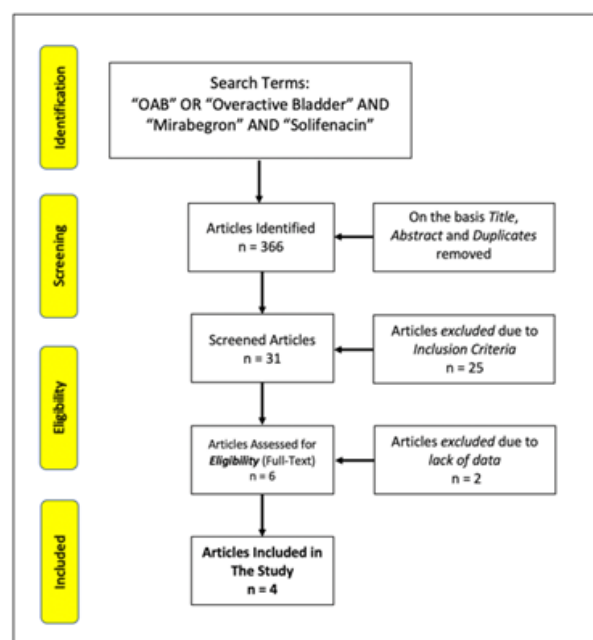 Identification
Search Terms:
“OAB” OR “Overactive Bladder” AND
“Mirabegron” AND “Solifenacin”
Screening
Articles Identified
n = 366
On the basis Title,
Abstract and Duplicates
removed
Screened Articles
n = 31
Articles excluded due to
Inclusion Criteria
n = 25
Eligibility
Articles Assessed for
Eligibility (Full-Text)
n = 6
Articles excluded due to
lack of data
n = 2
Included
Articles Included in
The Study
n = 4